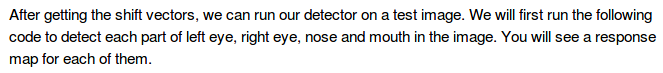 After getting the shift vectors, we can run our detector on a test image. We will first run the following
code to detect each part of left eye, right eye, nose and mouth in the image. You will see a response
map for each of them.